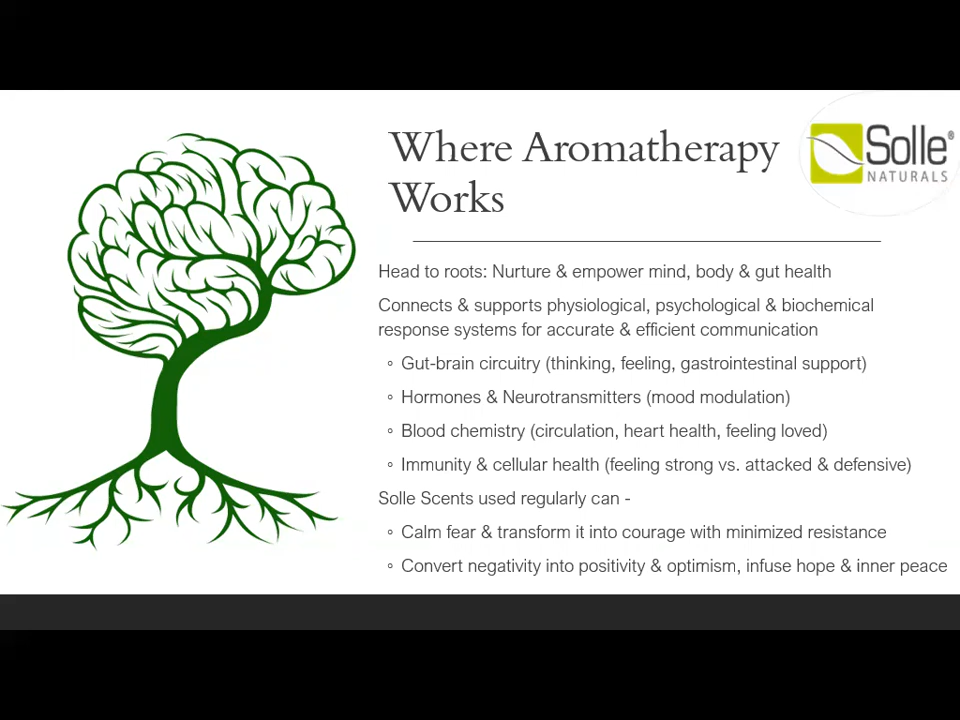 Where Aromatherapy
Works
Solle®
NATURALS
Head to roots: Nurture & empower mind, body & gut health
Connects & supports physiological, psychological & biochemical
response systems for accurate & efficient communication
◦ Gut-brain circuitry (thinking, feeling, gastrointestinal support)
◦ Hormones & Neurotransmitters (mood modulation)
◦ Blood chemistry (circulation, heart health, feeling loved)
◦ Immunity & cellular health (feeling strong vs. attacked & defensive)
Solle Scents used regularly can -
◦ Calm fear & transform it into courage with minimized resistance
◦ Convert negativity into positivity & optimism, infuse hope & inner peace